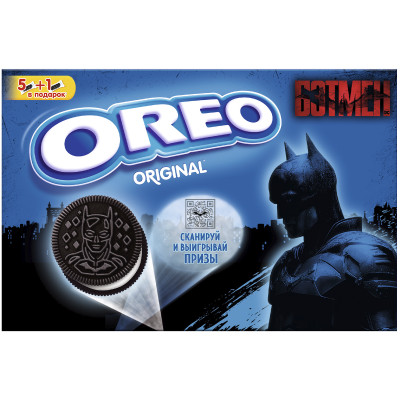 5+1
в подарок
БЭТМЕН
OREO
ORIGINAL
СКАНИРУЙ
И ВЫИГРЫВАЙ
ПРИЗЫ